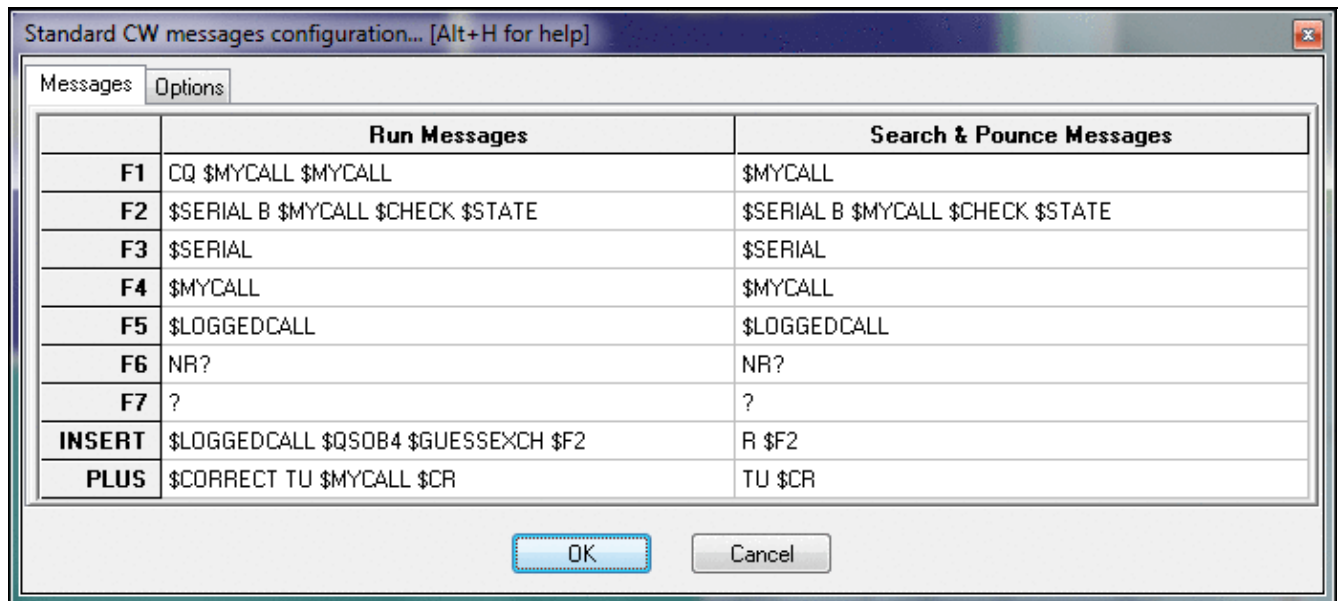 Standard CW messages configuration... [Alt+H for help]
x
Messages Options
Run Messages Search & Pounce Messages
F1 CQ $MYCALL $MYCALL $MYCALL
F2 $SERIAL B $MYCALL $CHECK $STATE $SERIAL B $MYCALL $CHECK $STATE
F3 $SERIAL $SERIAL
F4 $MYCALL $MYCALL
F5 $LOGGEDCALL $LOGGEDCALL
F6 NR? NR?
F7 ? ?
INSERT $LOGGEDCALL $QSOB4 $GUESSEXCH $F2 R $F2
PLUS $CORRECT TU $MYCALL $CR TU $CR
OK Cancel